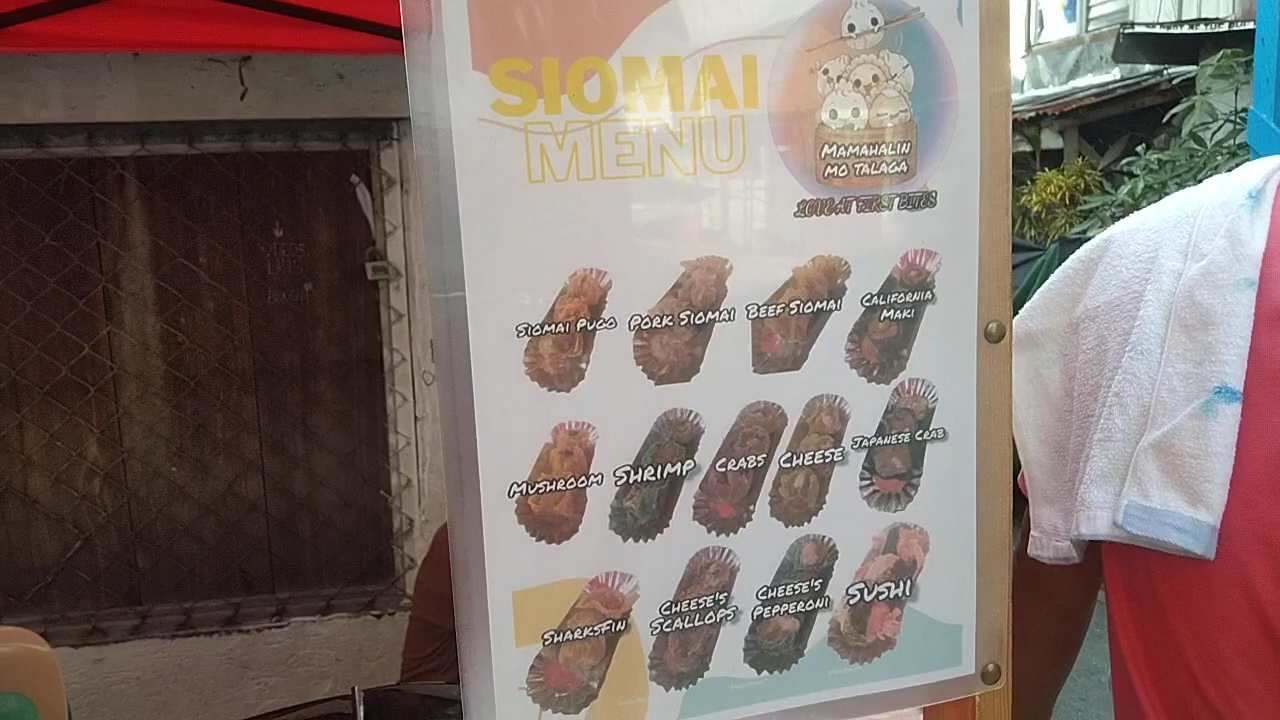 SIOMAI
MENU
MAMAHALIN
MO TALAGA
LOVE AT FIRST BITES
SIOMAI PUGO
PORK SIOMAI
BEEF SIOMAI
CALIFORNIA
MAKI
MUSHROOM
SHRIMP
CRABS
CHEESE
JAPANESE CRAB
SHARKSFIN
CHEESE'S
SCALLOPS
CHEESE'S
PEPPERONI
SUSHI